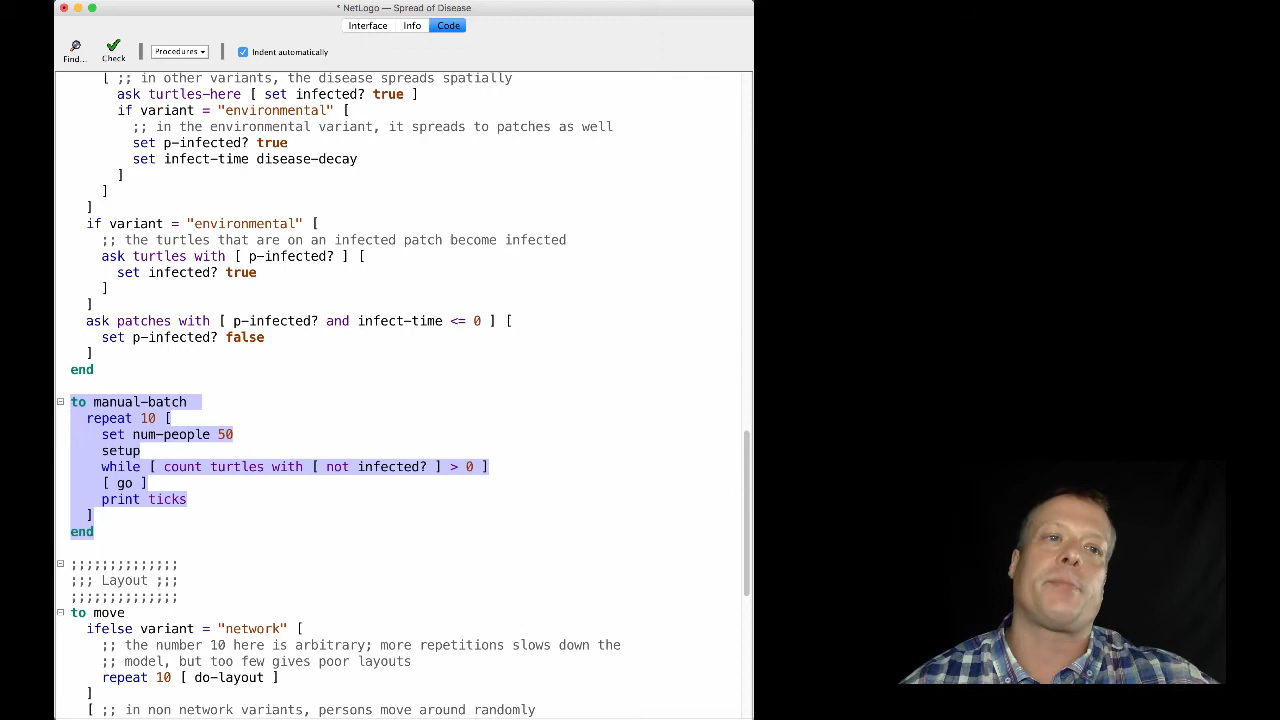 * NetLogo — Spread of Disease
Interface Info Code
Find... Check Procedures Indent automatically
[ ;; in other variants, the disease spreads spatially
ask turtles-here [ set infected? true ]
if variant = "environmental" [
;; in the environmental variant, it spreads to patches as well
set p-infected? true
set infect-time disease-decay
]
]
]
if variant = "environmental" [
;; the turtles that are on an infected patch become infected
ask turtles with [ p-infected? ] [
set infected? true
]
]
ask patches with [ p-infected? and infect-time <= 0 ] [
set p-infected? false
]
end
to manual-batch
repeat 10 [
set num-people 50
setup
while [ count turtles with [ not infected? ] > 0 ]
[ go ]
print ticks
]
end
;;;;;;;;;;;;;;
;;; Layout ;;;
;;;;;;;;;;;;;;
to move
ifelse variant = "network" [
;; the number 10 here is arbitrary; more repetitions slows down the
;; model, but too few gives poor layouts
repeat 10 [ do-layout ]
]
[ ;; in non network variants, persons move around randomly